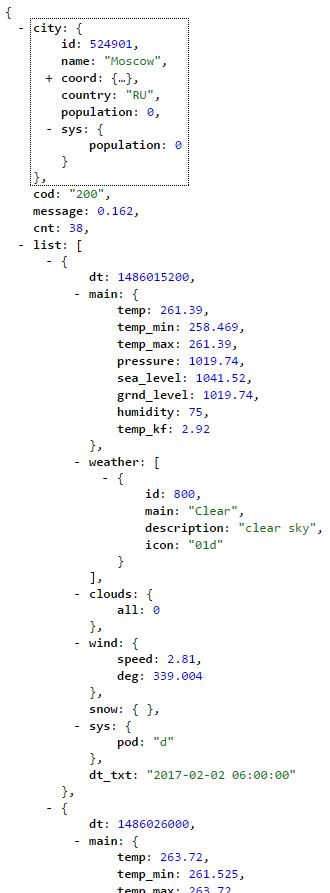 {
- city: {
id: 524901,
name: "Moscow",
+ coord: {…},
country: "RU",
population: 0,
- sys: {
population: 0
}
},
cod: "200",
message: 0.162,
cnt: 38,
- list: [
- {
dt: 1486015200,
- main: {
temp: 261.39,
temp_min: 258.469,
temp_max: 261.39,
pressure: 1019.74,
sea_level: 1041.52,
grnd_level: 1019.74,
humidity: 75,
temp_kf: 2.92
},
- weather: [
- {
id: 800,
main: "Clear",
description: "clear sky",
icon: "01d"
}
],
- clouds: {
all: 0
},
- wind: {
speed: 2.81,
deg: 339.004
},
snow: { },
- sys: {
pod: "d"
},
dt_txt: "2017-02-02 06:00:00"
},
- {
dt: 1486026000,
- main: {
temp: 263.72,
temp_min: 261.525,
temp_max: 263.72